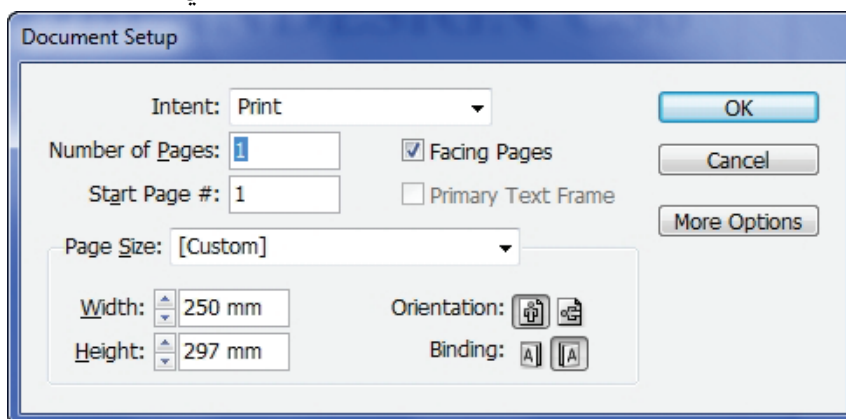 Document Setup
Intent: Print
OK
Number of Pages: 1
Facing Pages
Cancel
Start Page #: 1
Primary Text Frame
More Options
Page Size: [Custom]
Width: 250 mm
Orientation:
Height: 297 mm
Binding: A A